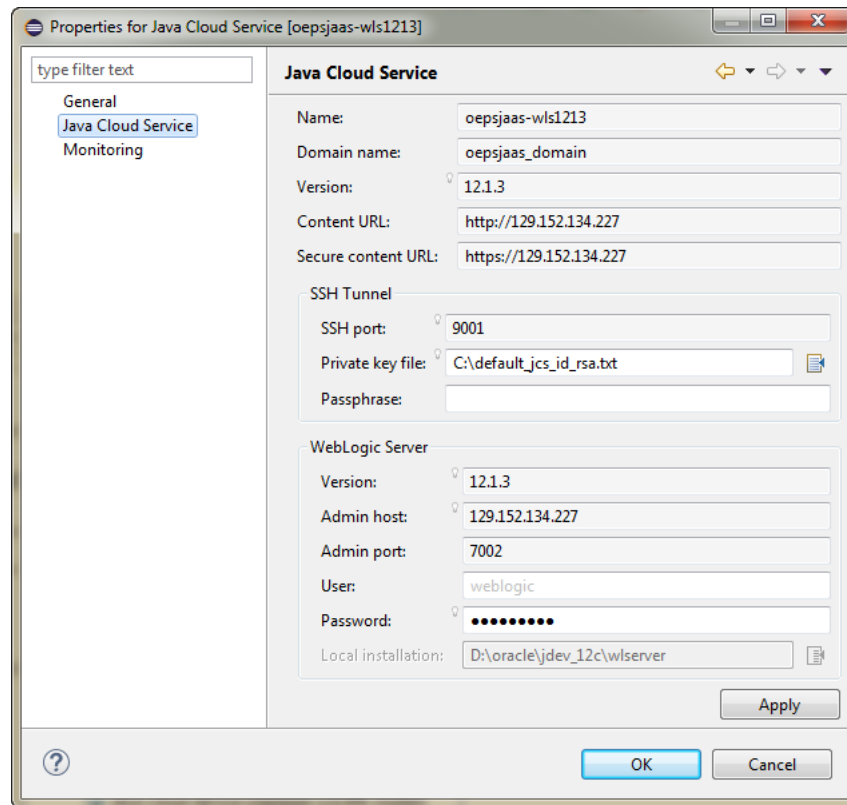 Properties for Java Cloud Service [oepsjaas-wls1213]
type filter text
General
Java Cloud Service
Monitoring
Java Cloud Service
Name: oepsjaas-wls1213
Domain name: oepsjaas_domain
Version: 12.1.3
Content URL: http://129.152.134.227
Secure content URL: https://129.152.134.227
SSH Tunnel
SSH port: 9001
Private key file: C:\default_jcs_id_rsa.txt
Passphrase:
WebLogic Server
Version: 12.1.3
Admin host: 129.152.134.227
Admin port: 7002
User: weblogic
Password: •••••••••
Local installation: D:\oracle\jdev_12c\wlserver
Apply
? OK Cancel